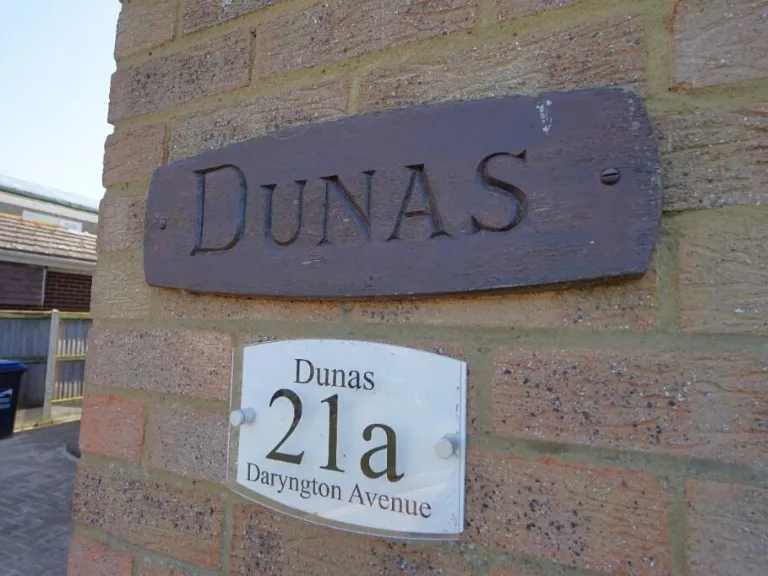 DUNAS
Dunas
21a
Daryngton Avenue